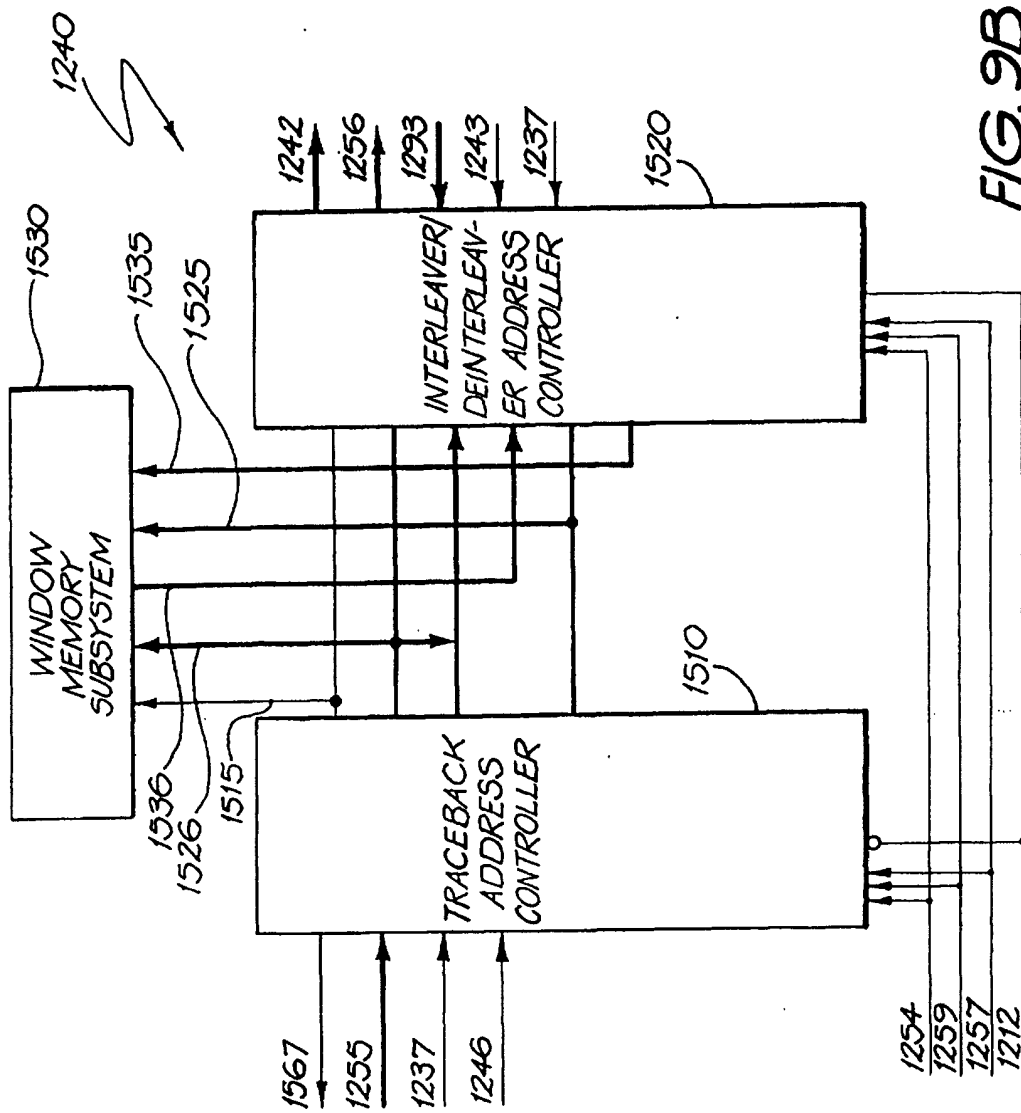 1240
1530
WINDOW
MEMORY
SUBSYSTEM
1535
1525
1536
1526
1515
1510
1520
TRACEBACK
ADDRESS
CONTROLLER
INTERLEAVER/
DEINTERLEAV-
ER ADDRESS
CONTROLLER
1242
1256
1293
1243
1237
1567
1255
1237
1246
1254
1259
1257
1212
FIG. 9B